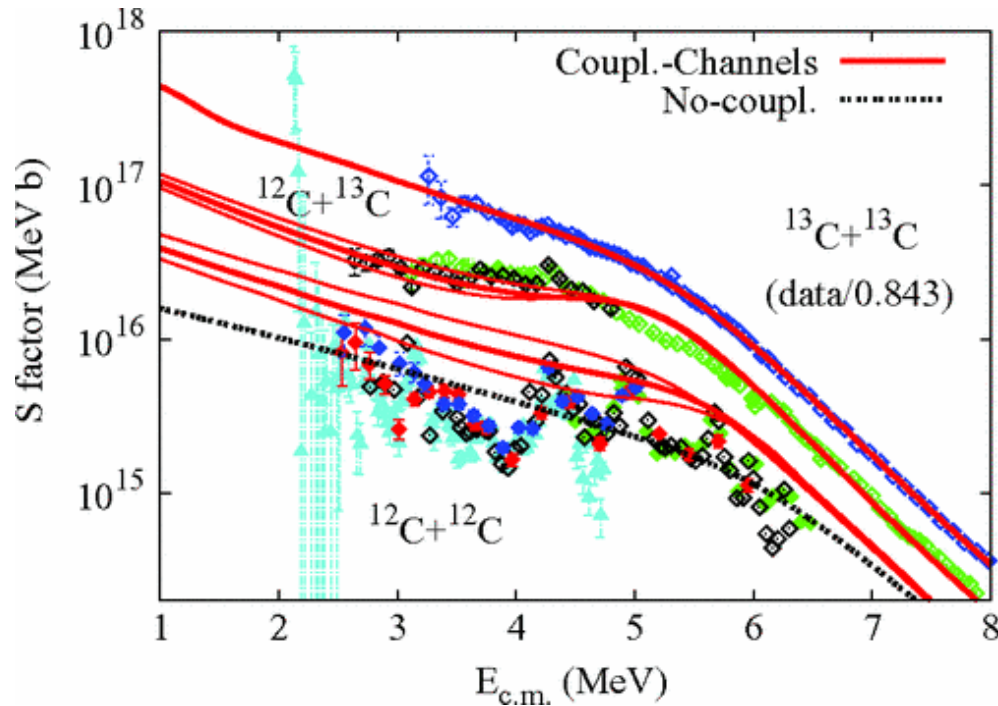 10^18
10^17
10^16
10^15
S factor (MeV b)
Coupl.-Channels
No-coupl.
^12C+^13C
^13C+^13C
(data/0.843)
^12C+^12C
1 2 3 4 5 6 7 8
E_c.m. (MeV)